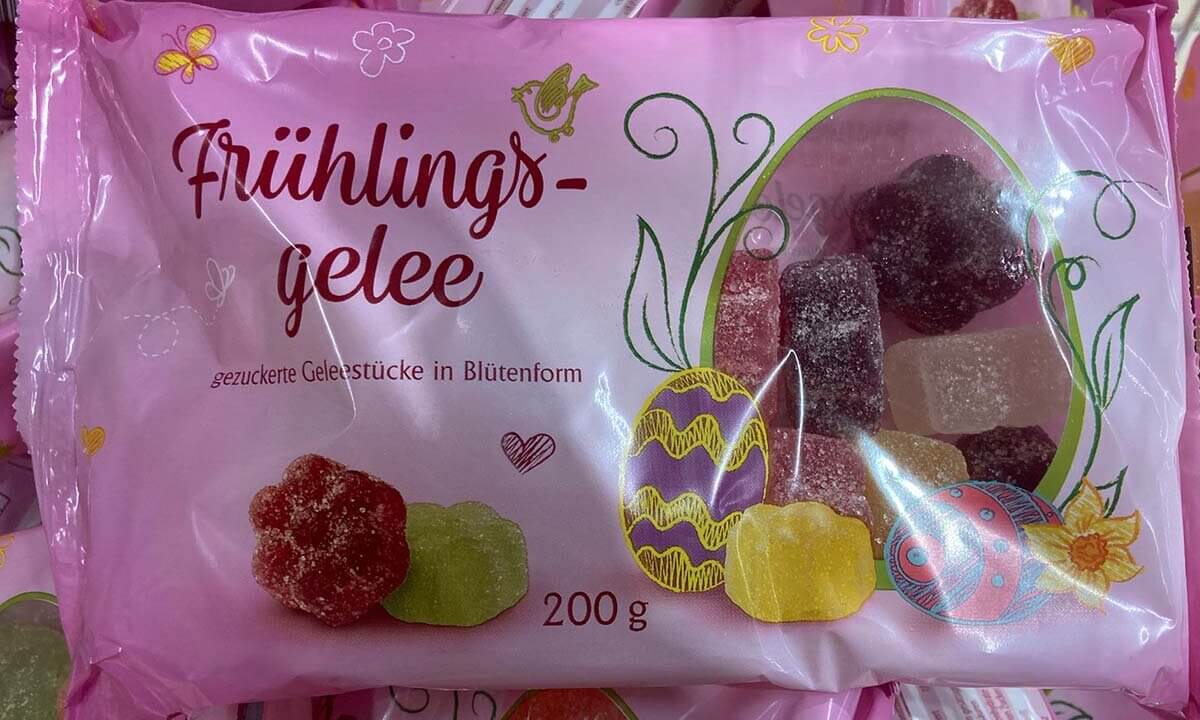 Frühlings-
gelee
gezuckerte Geleestücke in Blütenform
200 g